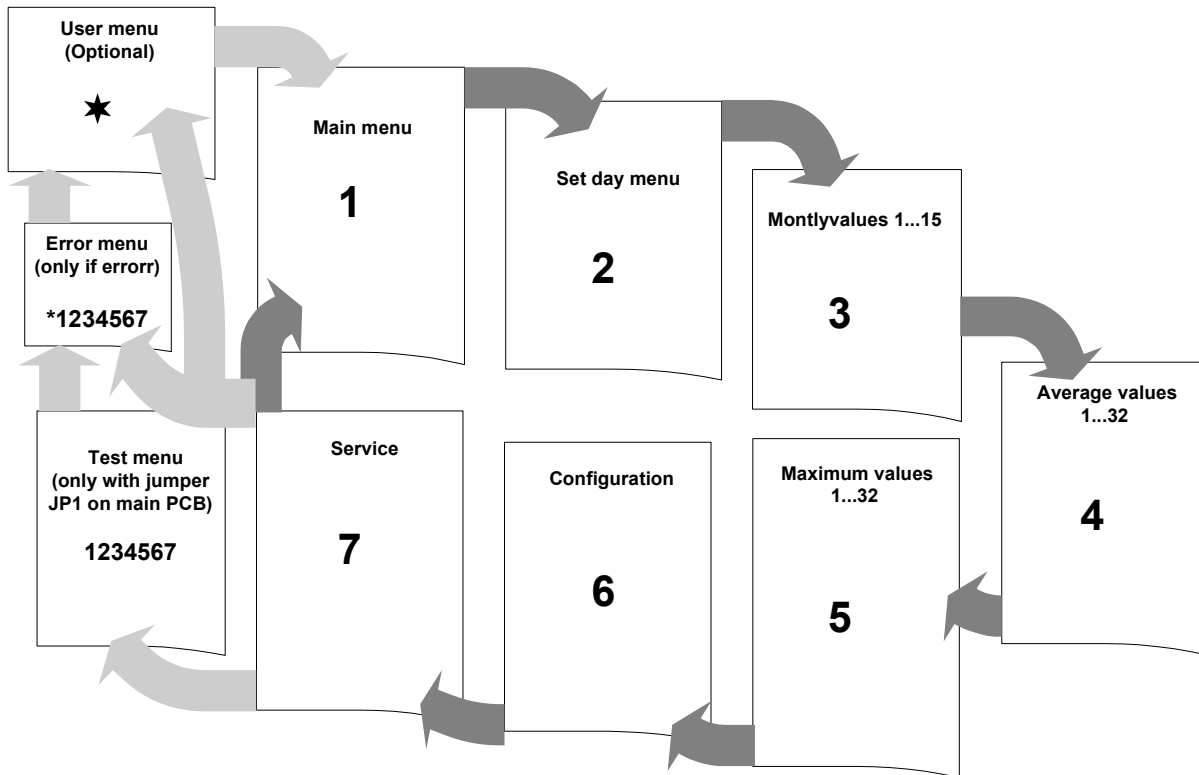 User menu
(Optional)
Main menu
1
Set day menu
2
Montlyvalues 1...15
3
Average values
1...32
4
Maximum values
1...32
5
Configuration
6
Service
7
Test menu
(only with jumper
JP1 on main PCB)
1234567
Error menu
(only if errorr)
*1234567